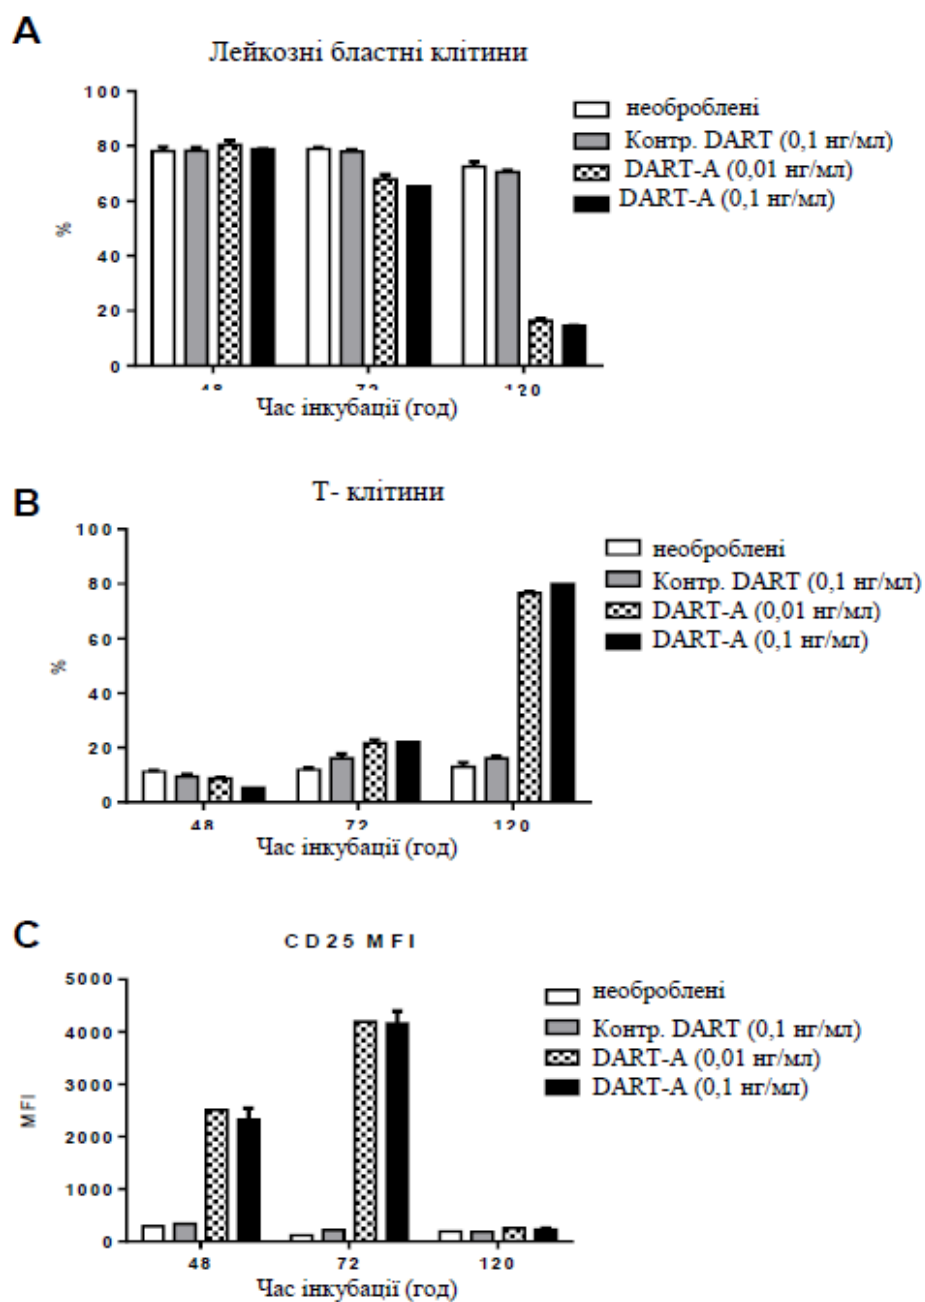 A
Лейкозні бластні клітини
100
80
60
40
20
0
%
48
72
120
Час інкубації (год)
необроблені
Контр. DART (0,1 нг/мл)
DART-A (0,01 нг/мл)
DART-A (0,1 нг/мл)
B
Т- клітини
100
80
60
40
20
0
%
48
72
120
Час інкубації (год)
необроблені
Контр. DART (0,1 нг/мл)
DART-A (0,01 нг/мл)
DART-A (0,1 нг/мл)
C
CD25 MFI
5000
4000
3000
2000
1000
0
MFI
48
72
120
Час інкубації (год)
необроблені
Контр. DART (0,1 нг/мл)
DART-A (0,01 нг/мл)
DART-A (0,1 нг/мл)